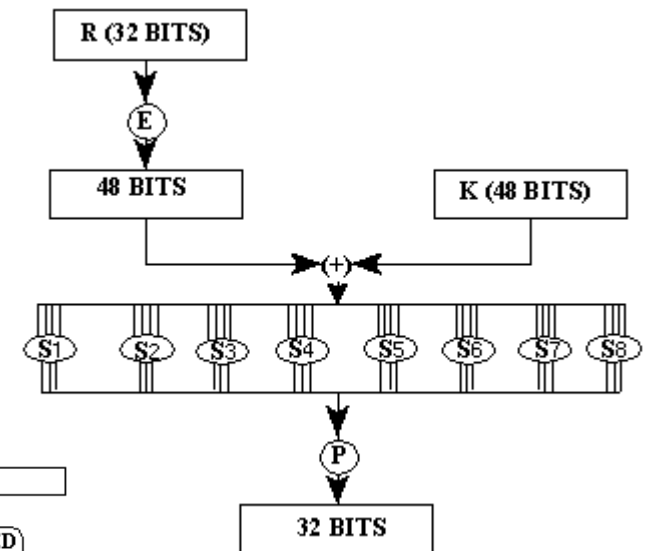 R (32 BITS)
E
48 BITS
K (48 BITS)
(+)
S1 S2 S3 S4 S5 S6 S7 S8
P
32 BITS
D